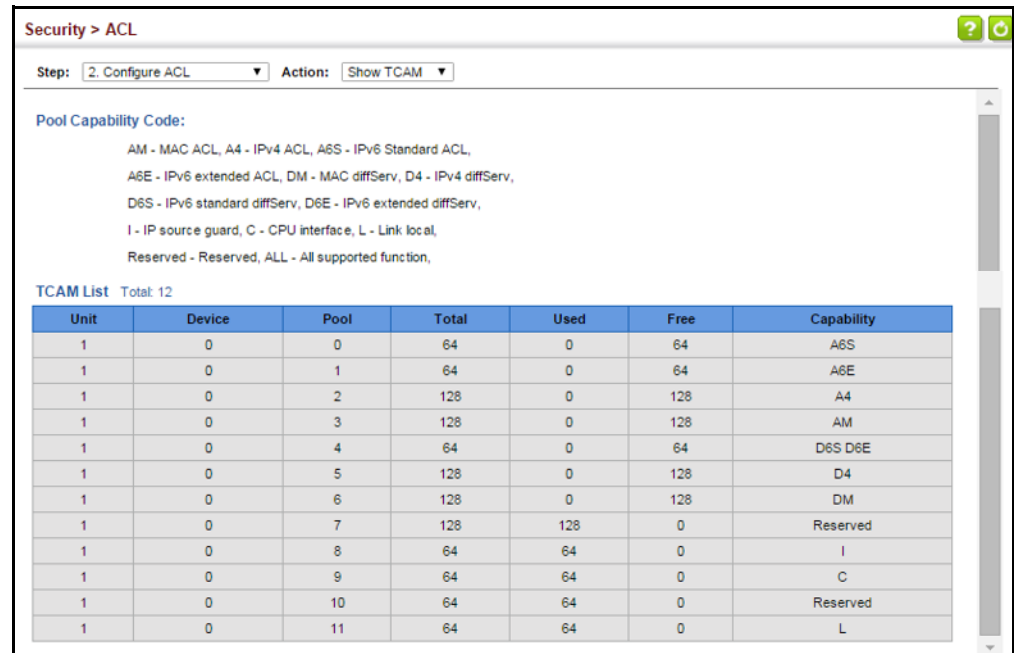 Security > ACL
?
Step: 2. Configure ACL Action: Show TCAM
Pool Capability Code:
AM - MAC ACL, A4 - IPv4 ACL, A6S - IPv6 Standard ACL,
A6E - IPv6 extended ACL, DM - MAC diffServ, D4 - IPv4 diffServ,
D6S - IPv6 standard diffServ, D6E - IPv6 extended diffServ,
I - IP source guard, C - CPU interface, L - Link local,
Reserved - Reserved, ALL - All supported function,
TCAM List Total: 12
Unit Device Pool Total Used Free Capability
1 0 0 64 0 64 A6S
1 0 1 64 0 64 A6E
1 0 2 128 0 128 A4
1 0 3 128 0 128 AM
1 0 4 64 0 64 D6S D6E
1 0 5 128 0 128 D4
1 0 6 128 0 128 DM
1 0 7 128 128 0 Reserved
1 0 8 64 64 0 I
1 0 9 64 64 0 C
1 0 10 64 64 0 Reserved
1 0 11 64 64 0 L